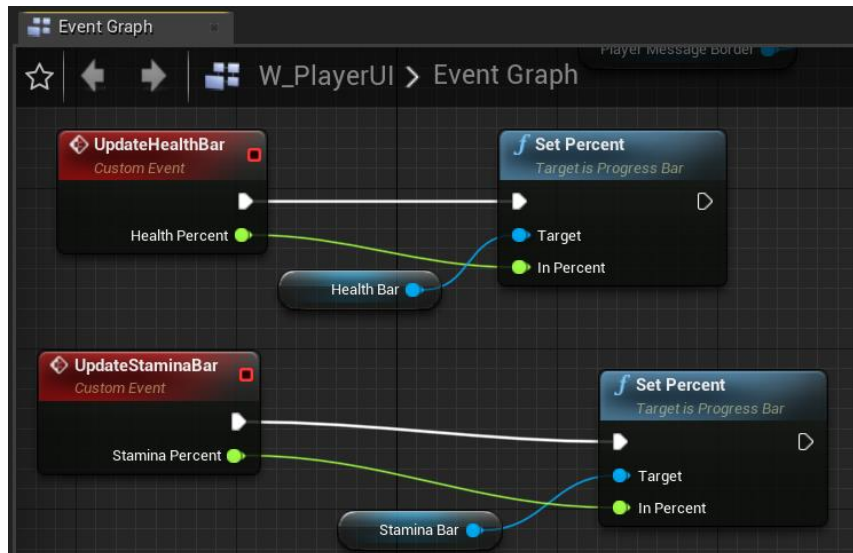 Event Graph
Player Message Border
W_PlayerUI > Event Graph
UpdateHealthBar
Custom Event
Health Percent
Set Percent
Target is Progress Bar
Target
In Percent
Health Bar
UpdateStaminaBar
Custom Event
Stamina Percent
Set Percent
Target is Progress Bar
Target
In Percent
Stamina Bar